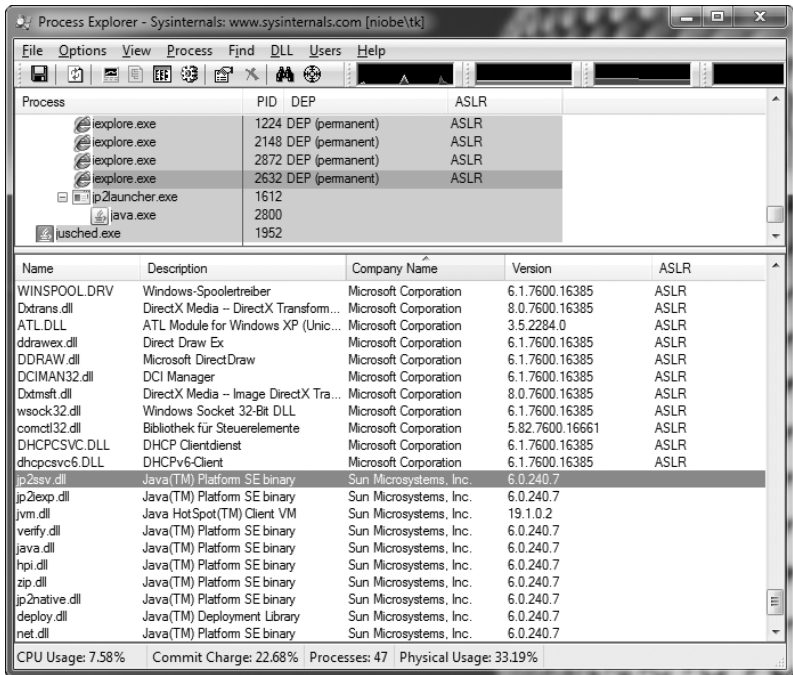 Process Explorer - Sysinternals: www.sysinternals.com [niobe\tk]
File Options View Process Find DLL Users Help
Process PID DEP ASLR
iexplore.exe 1224 DEP (permanent) ASLR
iexplore.exe 2148 DEP (permanent) ASLR
iexplore.exe 2872 DEP (permanent) ASLR
iexplore.exe 2632 DEP (permanent) ASLR
jp2launcher.exe 1612
java.exe 2800
jusched.exe 1952
Name Description Company Name Version ASLR
WINSPOOL.DRV Windows-Spoolertreiber Microsoft Corporation 6.1.7600.16385 ASLR
Dxtrans.dll DirectX Media -- DirectX Transform... Microsoft Corporation 8.0.7600.16385 ASLR
ATL.DLL ATL Module for Windows XP (Unic... Microsoft Corporation 3.5.2284.0 ASLR
ddrawex.dll Direct Draw Ex Microsoft Corporation 6.1.7600.16385 ASLR
DDRAW.dll Microsoft DirectDraw Microsoft Corporation 6.1.7600.16385 ASLR
DCIMAN32.dll DCI Manager Microsoft Corporation 6.1.7600.16385 ASLR
Dxtmsft.dll DirectX Media -- Image DirectX Tra... Microsoft Corporation 8.0.7600.16385 ASLR
wsock32.dll Windows Socket 32-Bit DLL Microsoft Corporation 6.1.7600.16385 ASLR
comctl32.dll Bibliothek für Steuerelemente Microsoft Corporation 5.82.7600.16661 ASLR
DHCPCSVC.DLL DHCP Clientdienst Microsoft Corporation 6.1.7600.16385 ASLR
dhcpcsvc6.DLL DHCPv6-Client Microsoft Corporation 6.1.7600.16385 ASLR
jp2ssv.dll Java(TM) Platform SE binary Sun Microsystems, Inc. 6.0.240.7
jp2iexp.dll Java(TM) Platform SE binary Sun Microsystems, Inc. 6.0.240.7
jvm.dll Java HotSpot(TM) Client VM Sun Microsystems, Inc. 19.1.0.2
verify.dll Java(TM) Platform SE binary Sun Microsystems, Inc. 6.0.240.7
java.dll Java(TM) Platform SE binary Sun Microsystems, Inc. 6.0.240.7
hpi.dll Java(TM) Platform SE binary Sun Microsystems, Inc. 6.0.240.7
zip.dll Java(TM) Platform SE binary Sun Microsystems, Inc. 6.0.240.7
jp2native.dll Java(TM) Platform SE binary Sun Microsystems, Inc. 6.0.240.7
deploy.dll Java(TM) Deployment Library Sun Microsystems, Inc. 6.0.240.7
net.dll Java(TM) Platform SE binary Sun Microsystems, Inc. 6.0.240.7
CPU Usage: 7.58% Commit Charge: 22.68% Processes: 47 Physical Usage: 33.19%